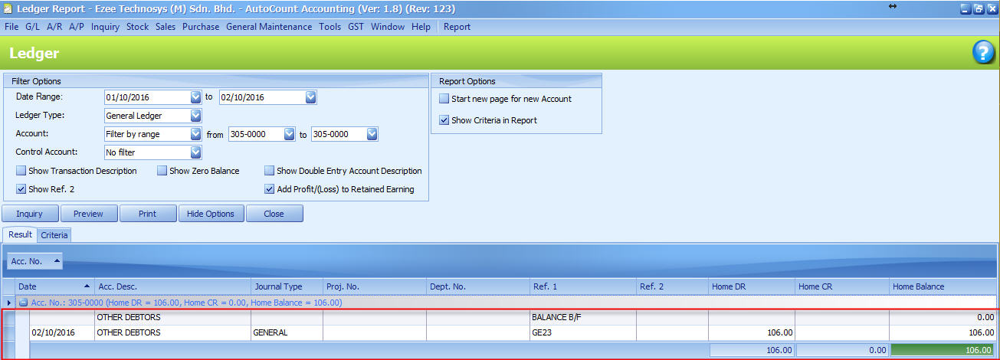 Ledger Report - Ezee Technosys (M) Sdn. Bhd. - AutoCount Accounting (Ver: 1.8) (Rev: 123)
File G/L A/R A/P Inquiry Stock Sales Purchase General Maintenance Tools GST Window Help Report
Ledger
?
Filter Options
Date Range: 01/10/2016 to 02/10/2016
Ledger Type: General Ledger
Account: Filter by range from 305-0000 to 305-0000
Control Account: No filter
Show Transaction Description Show Zero Balance Show Double Entry Account Description
Show Ref. 2 Add Profit/(Loss) to Retained Earning
Report Options
Start new page for new Account
Show Criteria in Report
Inquiry Preview Print Hide Options Close
Result Criteria
Acc. No.
Date Acc. Desc. Journal Type Proj. No. Dept. No. Ref. 1 Ref. 2 Home DR Home CR Home Balance
Acc. No.: 305-0000 (Home DR = 106.00, Home CR = 0.00, Home Balance = 106.00)
OTHER DEBTORS BALANCE B/F 0.00
02/10/2016 OTHER DEBTORS GENERAL GE23 106.00 106.00
106.00 0.00 106.00